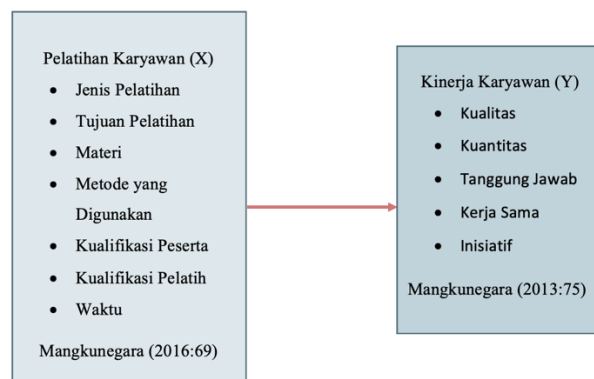 Pelatihan Karyawan (X)
• Jenis Pelatihan
• Tujuan Pelatihan
• Materi
• Metode yang
Digunakan
• Kualifikasi Peserta
• Kualifikasi Pelatih
• Waktu
Mangkunegara (2016:69)
Kinerja Karyawan (Y)
• Kualitas
• Kuantitas
• Tanggung Jawab
• Kerja Sama
• Inisiatif
Mangkunegara (2013:75)